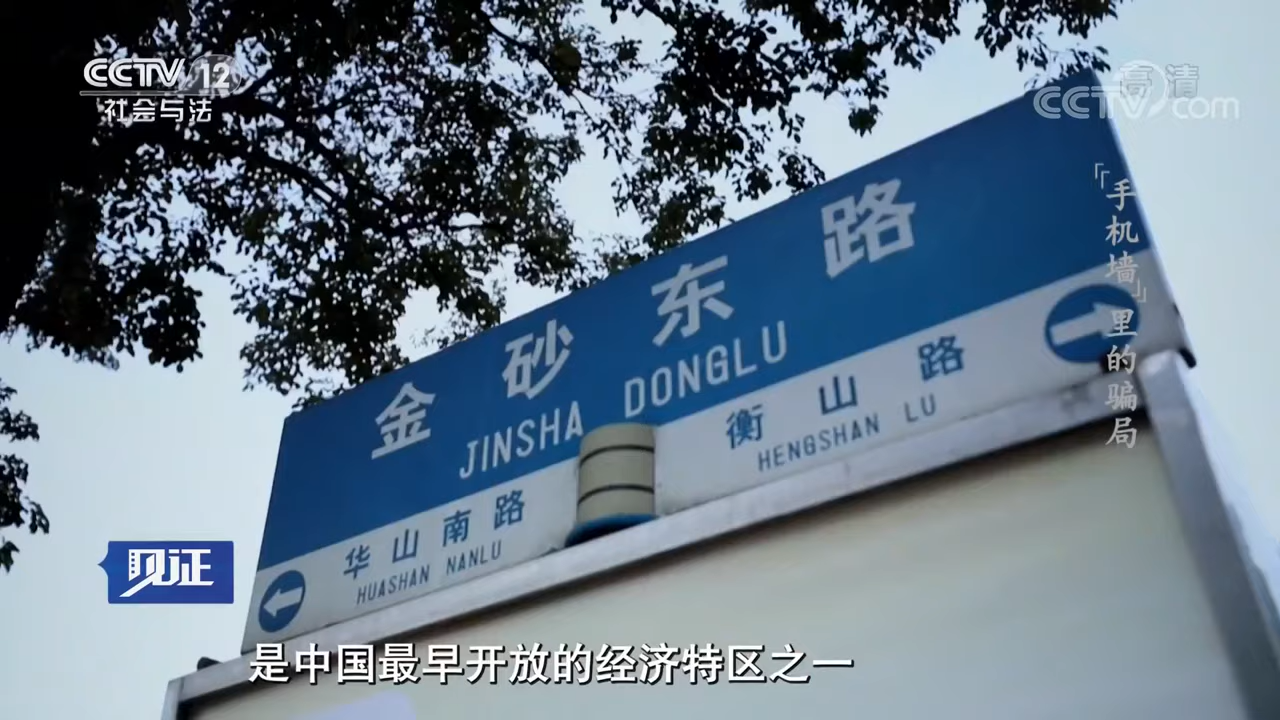 CCTV 12
社会与法
高清
CCTV.com
「手机墙」里的骗局
金砂东路
JINSHA DONGLU
华山南路
HUASHAN NANLU
衡山路
HENGSHAN LU
见证
是中国最早开放的经济特区之一